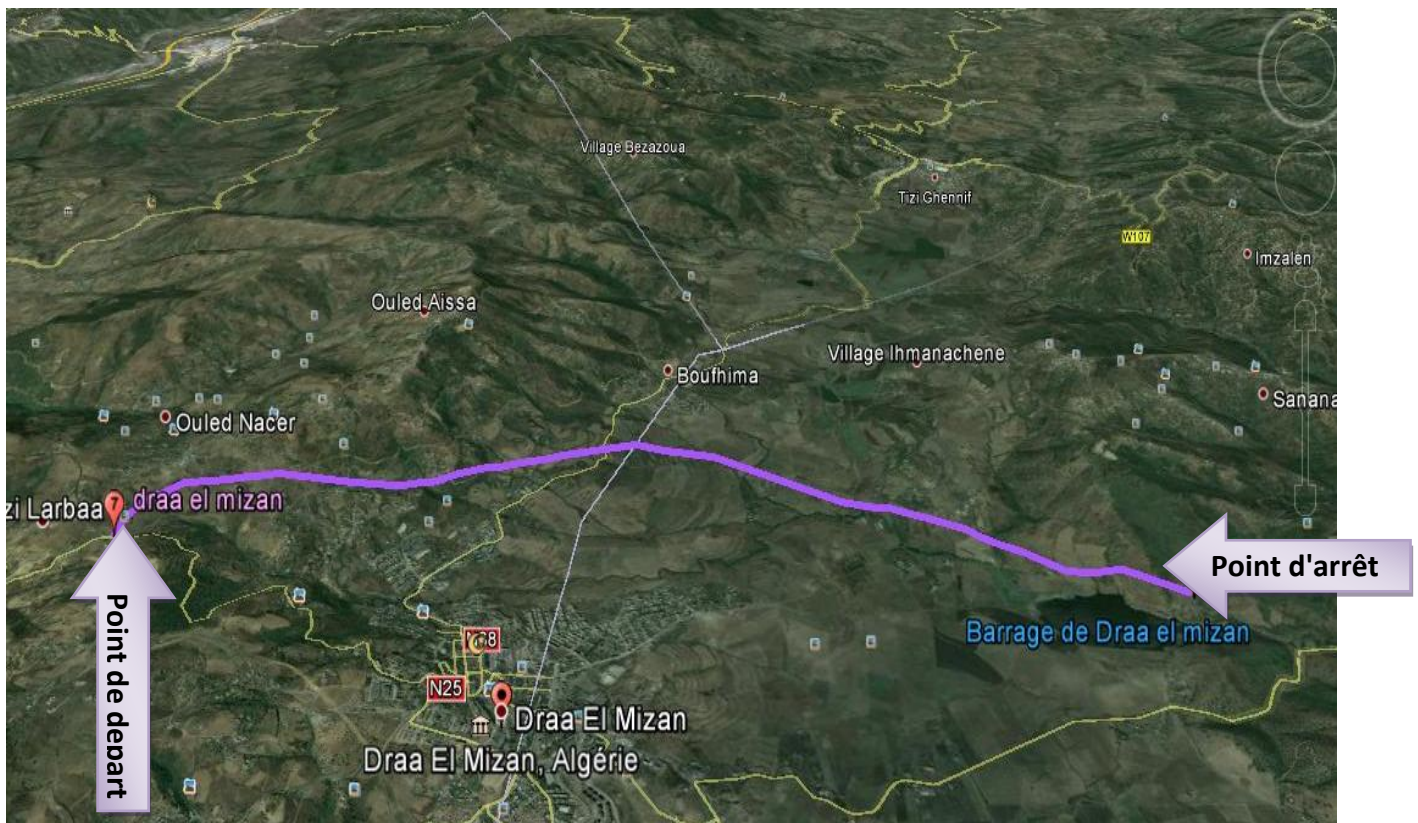 Village Bezazoua
Tizi Ghennif
W107
Imzalen
Ouled Aissa
Village Ihmanachene
Boufhima
Sanana
Ouled Nacer
zi Larbaa
7
draa el mizan
Point d'arrêt
Point de depart
Barrage de Draa el mizan
N25
Draa El Mizan
Draa El Mizan, Algérie